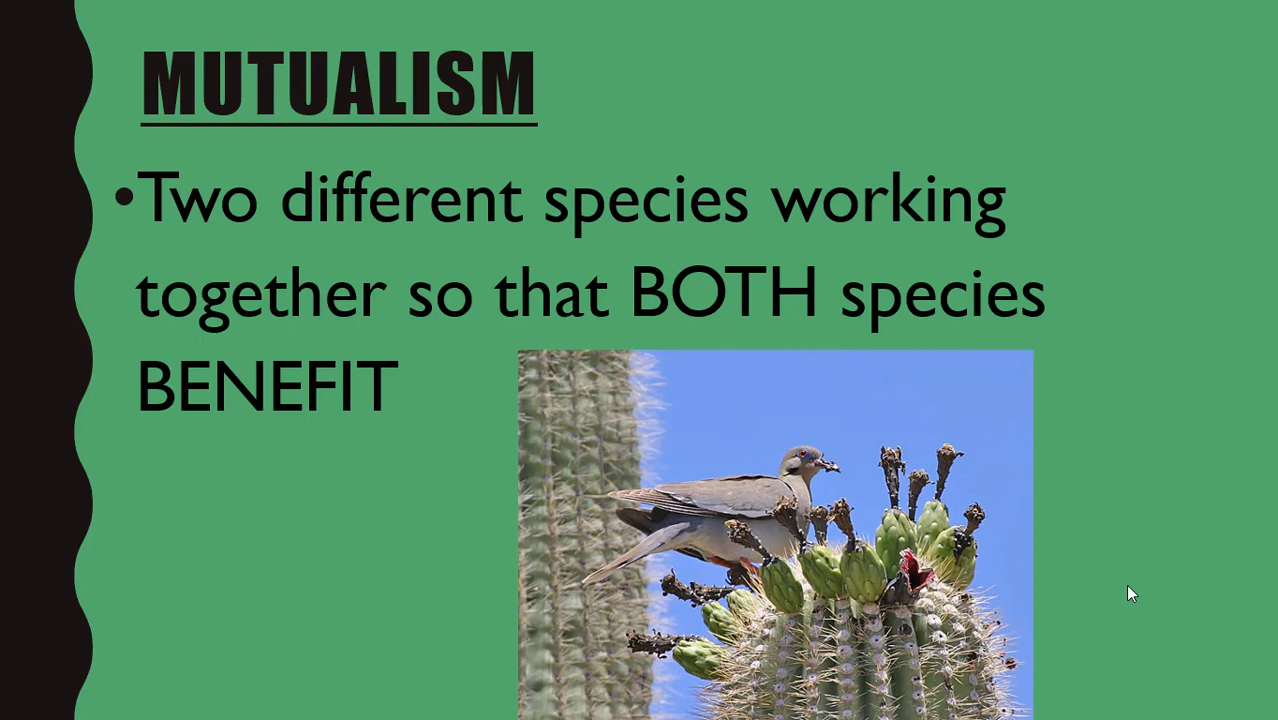 MUTUALISM
•Two different species working
together so that BOTH species
BENEFIT